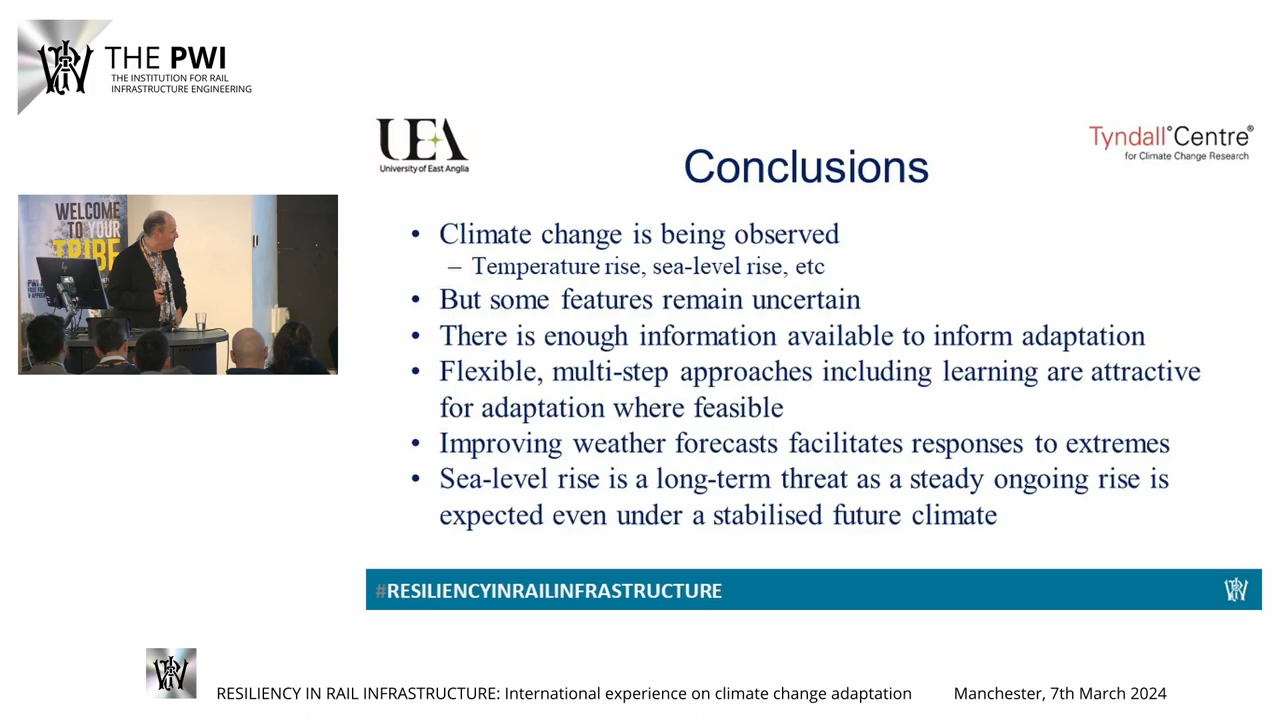 THE PWI
THE INSTITUTION FOR RAIL
INFRASTRUCTURE ENGINEERING
UEA
University of East Anglia
Tyndall°Centre®
for Climate Change Research
Conclusions
• Climate change is being observed
– Temperature rise, sea-level rise, etc
• But some features remain uncertain
• There is enough information available to inform adaptation
• Flexible, multi-step approaches including learning are attractive
for adaptation where feasible
• Improving weather forecasts facilitates responses to extremes
• Sea-level rise is a long-term threat as a steady ongoing rise is
expected even under a stabilised future climate
WELCOME
TO YOUR
TRIBE
#RESILIENCYINRAILINFRASTRUCTURE
RESILIENCY IN RAIL INFRASTRUCTURE: International experience on climate change adaptation
Manchester, 7th March 2024